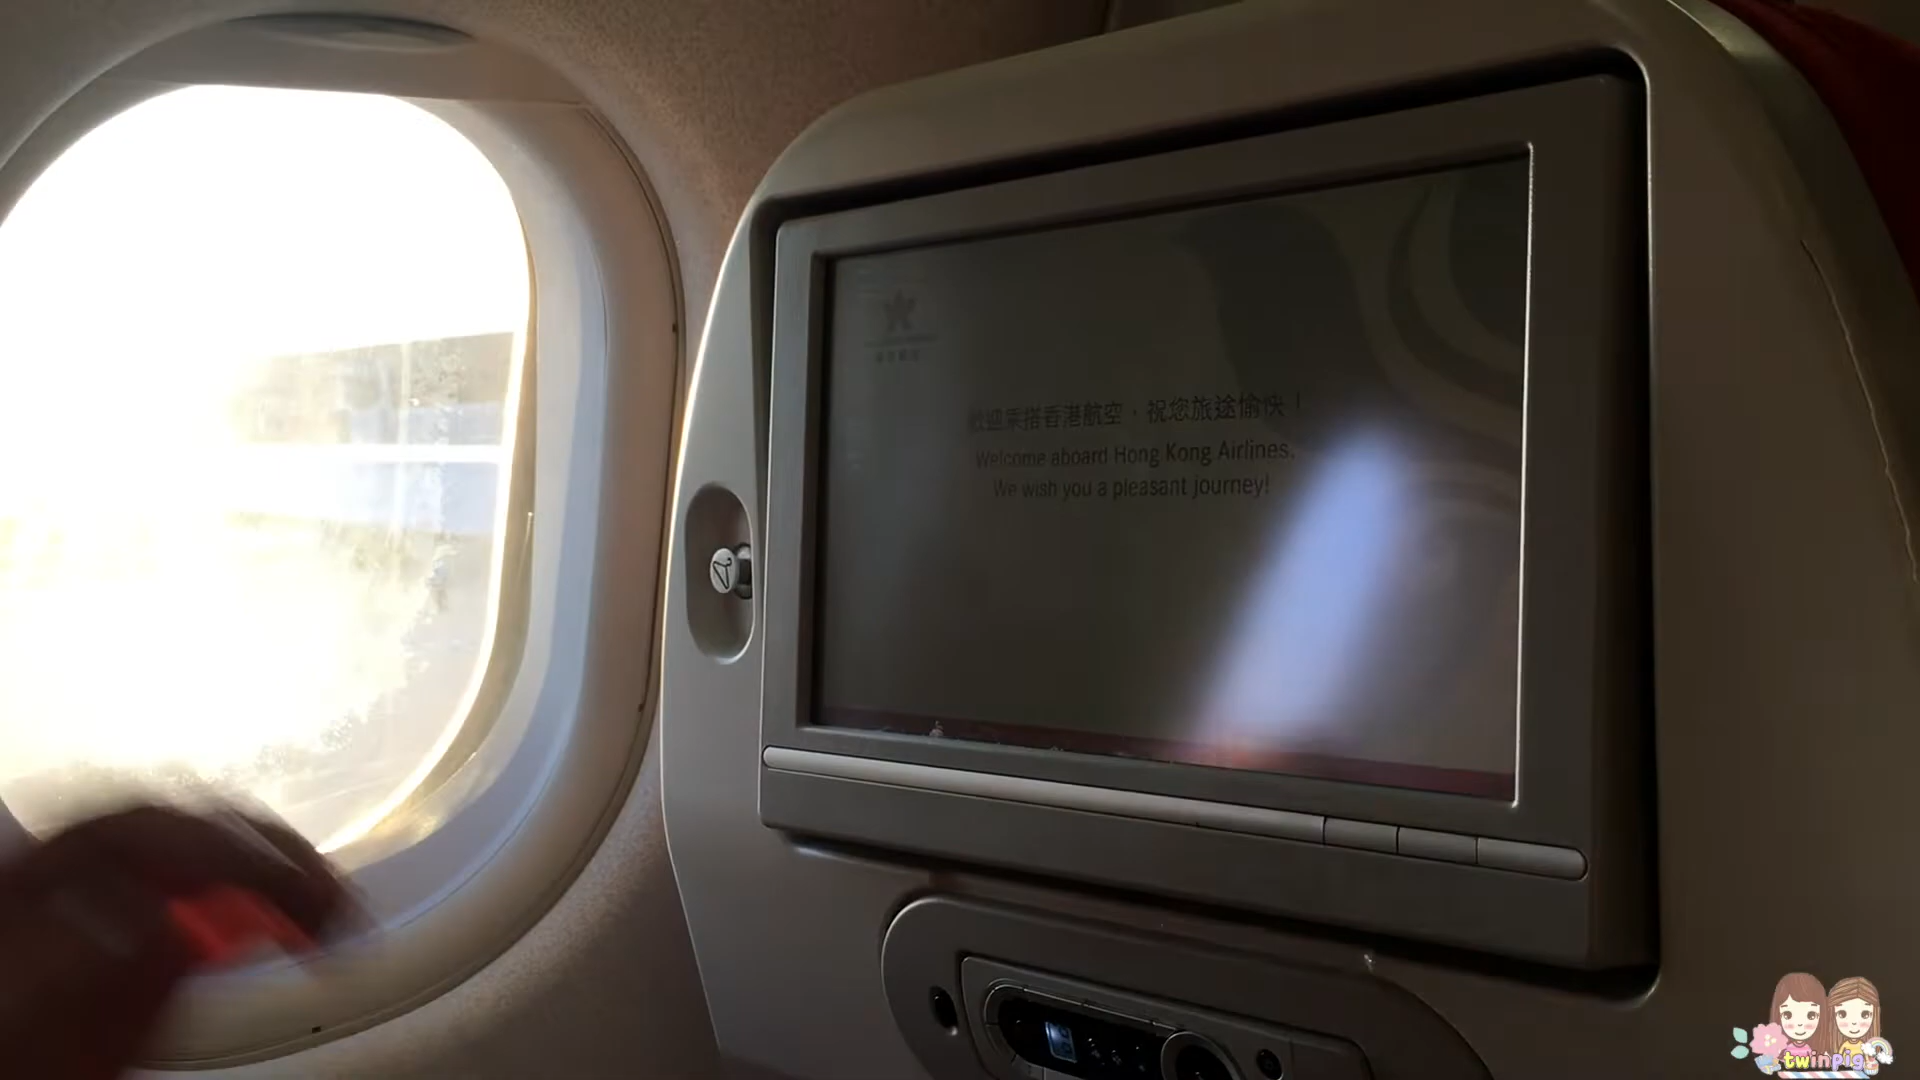 歡迎乘搭香港航空，祝您旅途愉快！
Welcome aboard Hong Kong Airlines.
We wish you a pleasant journey!
twinpig